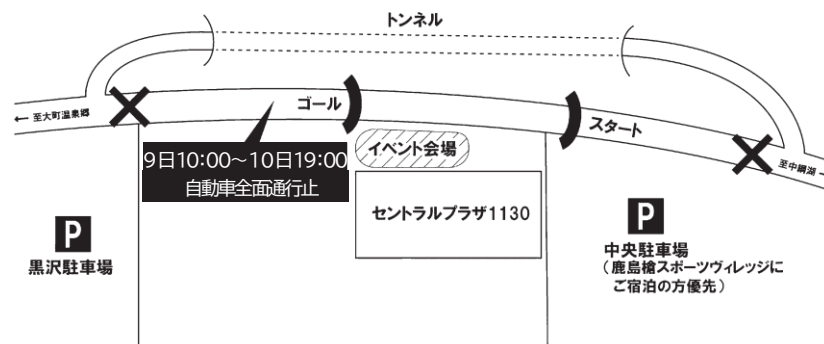 トンネル
← 至大町温泉郷
ゴール
スタート
9日10:00～10日19:00
自動車全面通行止
イベント会場
至中綱湖 →
セントラルプラザ1130
P
黒沢駐車場
P
中央駐車場
（鹿島槍スポーツヴィレッジに
ご宿泊の方優先）